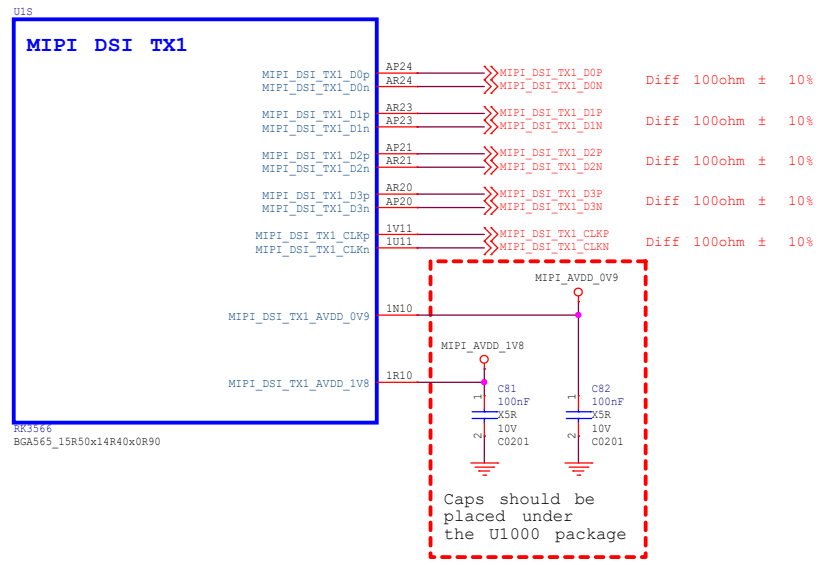 U1S
MIPI DSI TX1
MIPI_DSI_TX1_D0p AP24 MIPI_DSI_TX1_D0P
MIPI_DSI_TX1_D0n AR24 MIPI_DSI_TX1_D0N
Diff 100ohm ± 10%
MIPI_DSI_TX1_D1p AR23 MIPI_DSI_TX1_D1P
MIPI_DSI_TX1_D1n AP23 MIPI_DSI_TX1_D1N
Diff 100ohm ± 10%
MIPI_DSI_TX1_D2p AP21 MIPI_DSI_TX1_D2P
MIPI_DSI_TX1_D2n AR21 MIPI_DSI_TX1_D2N
Diff 100ohm ± 10%
MIPI_DSI_TX1_D3p AR20 MIPI_DSI_TX1_D3P
MIPI_DSI_TX1_D3n AP20 MIPI_DSI_TX1_D3N
Diff 100ohm ± 10%
MIPI_DSI_TX1_CLKp 1V11 MIPI_DSI_TX1_CLKP
MIPI_DSI_TX1_CLKn 1U11 MIPI_DSI_TX1_CLKN
Diff 100ohm ± 10%
MIPI_AVDD_0V9
MIPI_DSI_TX1_AVDD_0V9 1N10
MIPI_AVDD_1V8
MIPI_DSI_TX1_AVDD_1V8 1R10
1 C81
100nF
X5R
10V
2 C0201
1 C82
100nF
X5R
10V
2 C0201
RK3566
BGA565_15R50x14R40x0R90
Caps should be
placed under
the U1000 package